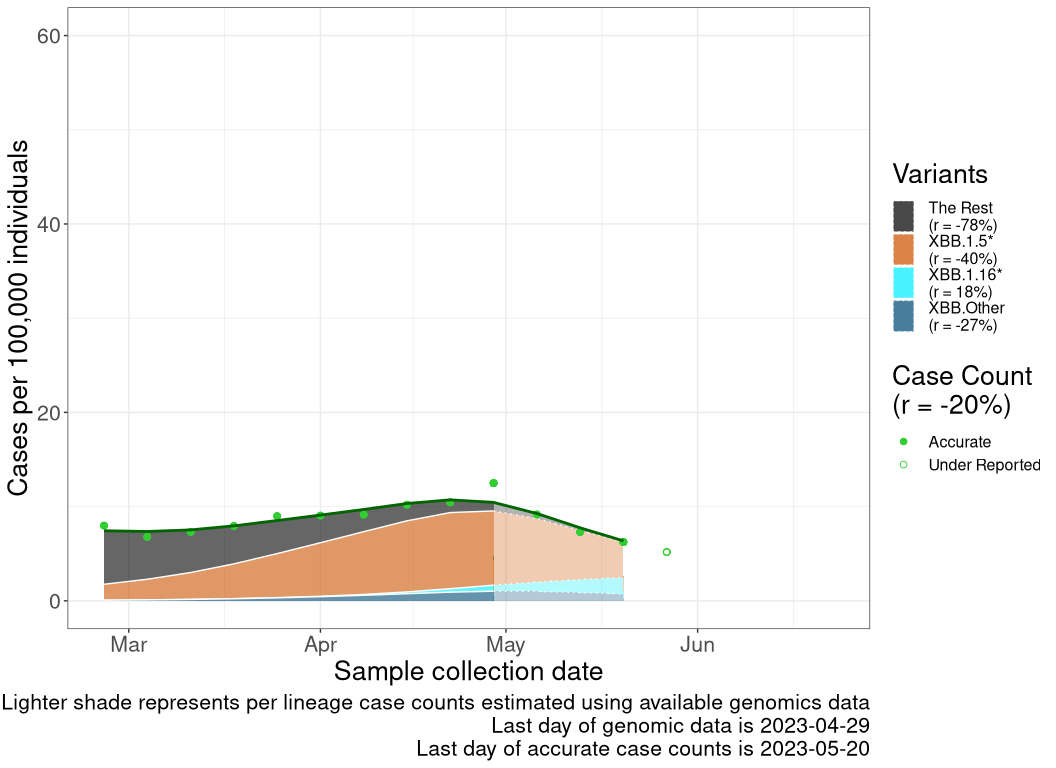 Cases per 100,000 individuals
60
40
20
0
Mar
Apr
May
Jun
Sample collection date
Variants
The Rest
(r = -78%)
XBB.1.5*
(r = -40%)
XBB.1.16*
(r = 18%)
XBB.Other
(r = -27%)
Case Count
(r = -20%)
Accurate
Under Reported
Lighter shade represents per lineage case counts estimated using available genomics data
Last day of genomic data is 2023-04-29
Last day of accurate case counts is 2023-05-20